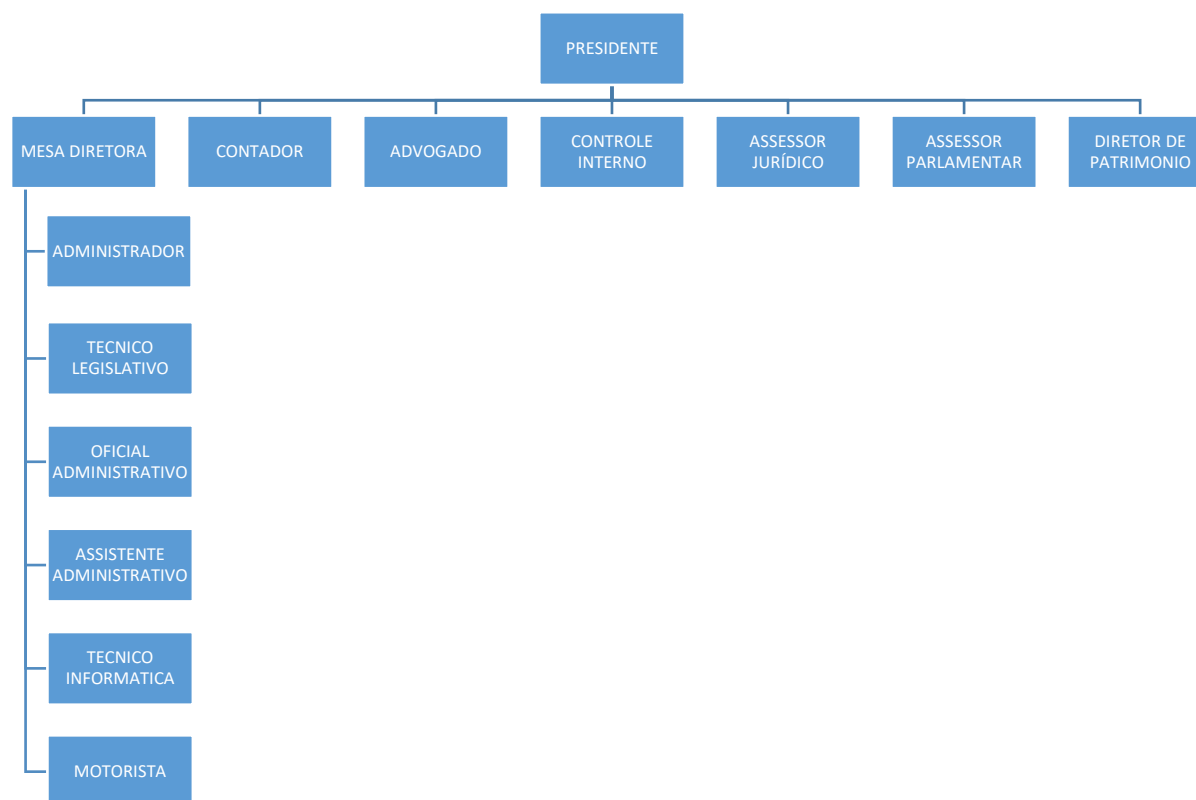 PRESIDENTE
MESA DIRETORA
CONTADOR
ADVOGADO
CONTROLE
INTERNO
ASSESSOR
JURÍDICO
ASSESSOR
PARLAMENTAR
DIRETOR DE
PATRIMONIO
ADMINISTRADOR
TECNICO
LEGISLATIVO
OFICIAL
ADMINISTRATIVO
ASSISTENTE
ADMINISTRATIVO
TECNICO
INFORMATICA
MOTORISTA